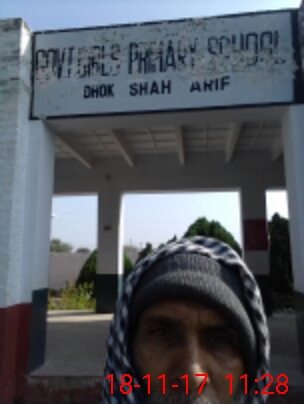 GOVT GIRLS PRIMARY SCHOOL
DHOK SHAH ARIF
18-11-17 11:28